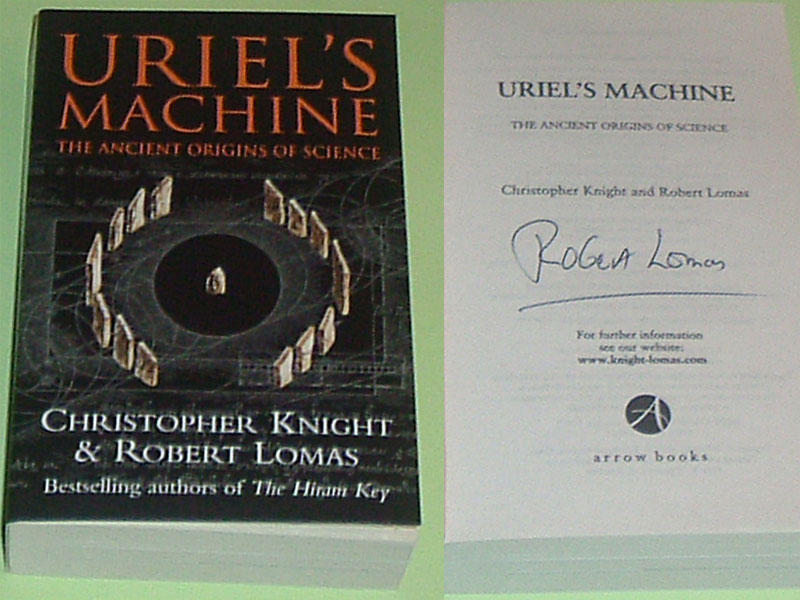 URIEL'S
MACHINE
THE ANCIENT ORIGINS OF SCIENCE
CHRISTOPHER KNIGHT
& ROBERT LOMAS
Bestselling authors of The Hiram Key
URIEL'S MACHINE
THE ANCIENT ORIGINS OF SCIENCE
Christopher Knight and Robert Lomas
Robert Lomas
For further information
see our website:
www.knight-lomas.com
arrow books